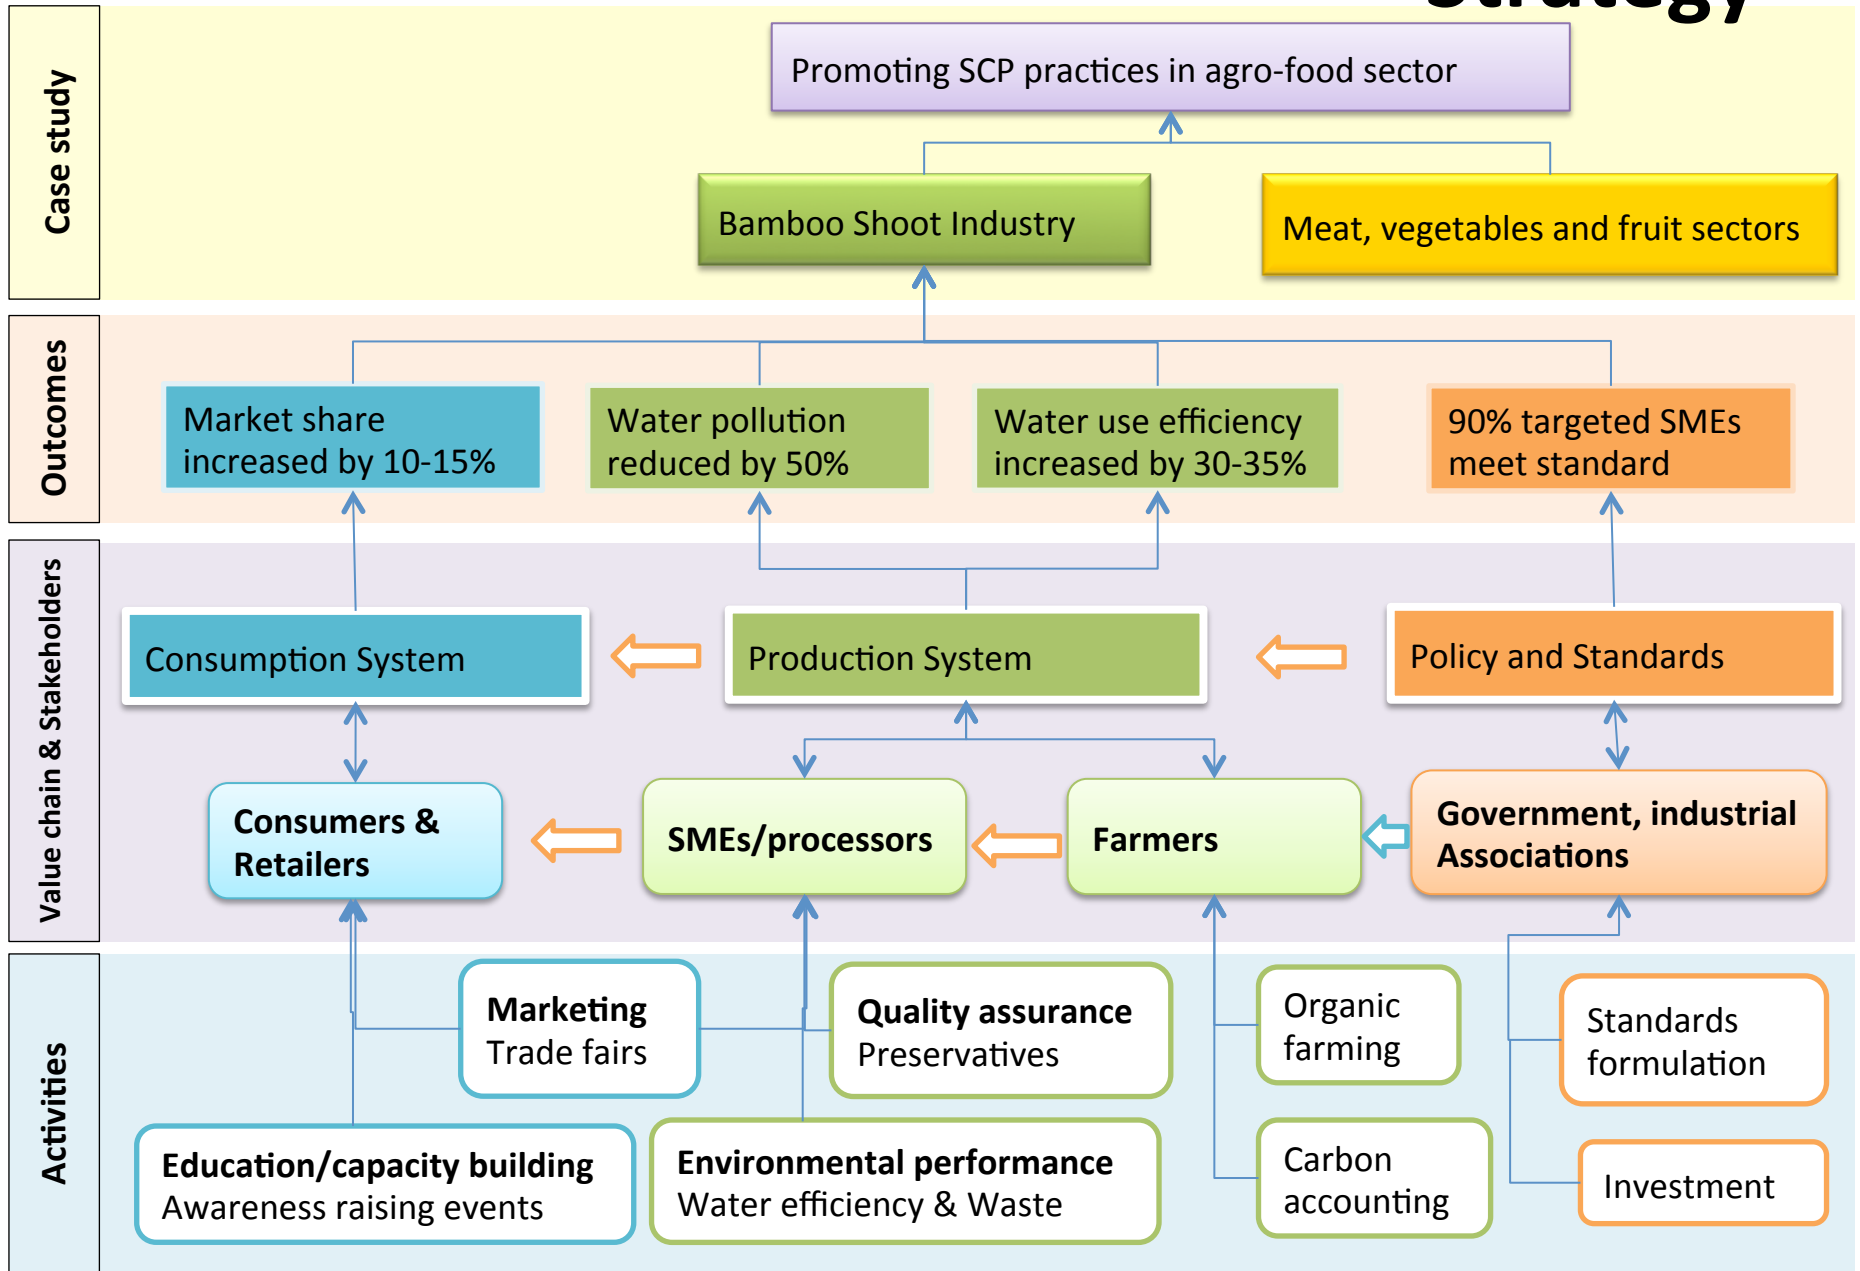 Strategy
Case study
Promoting SCP practices in agro-food sector
Bamboo Shoot Industry
Meat, vegetables and fruit sectors
Outcomes
Market share
increased by 10-15%
Water pollution
reduced by 50%
Water use efficiency
increased by 30-35%
90% targeted SMEs
meet standard
Value chain & Stakeholders
Consumption System
Production System
Policy and Standards
Consumers &
Retailers
SMEs/processors
Farmers
Government, industrial
Associations
Activities
Marketing
Trade fairs
Quality assurance
Preservatives
Organic
farming
Standards
formulation
Education/capacity building
Awareness raising events
Environmental performance
Water efficiency & Waste
Carbon
accounting
Investment